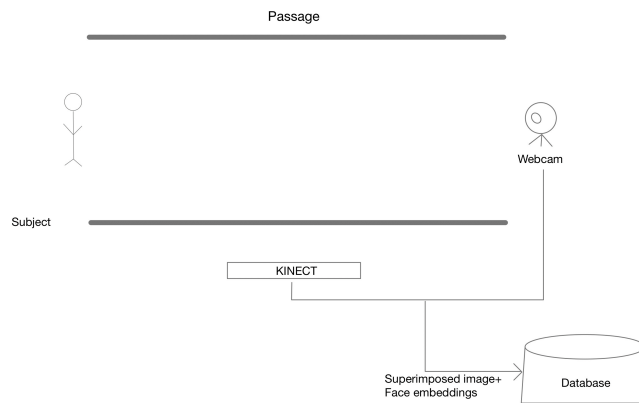 Passage
Webcam
Subject
KINECT
Superimposed image+
Face embeddings
Database